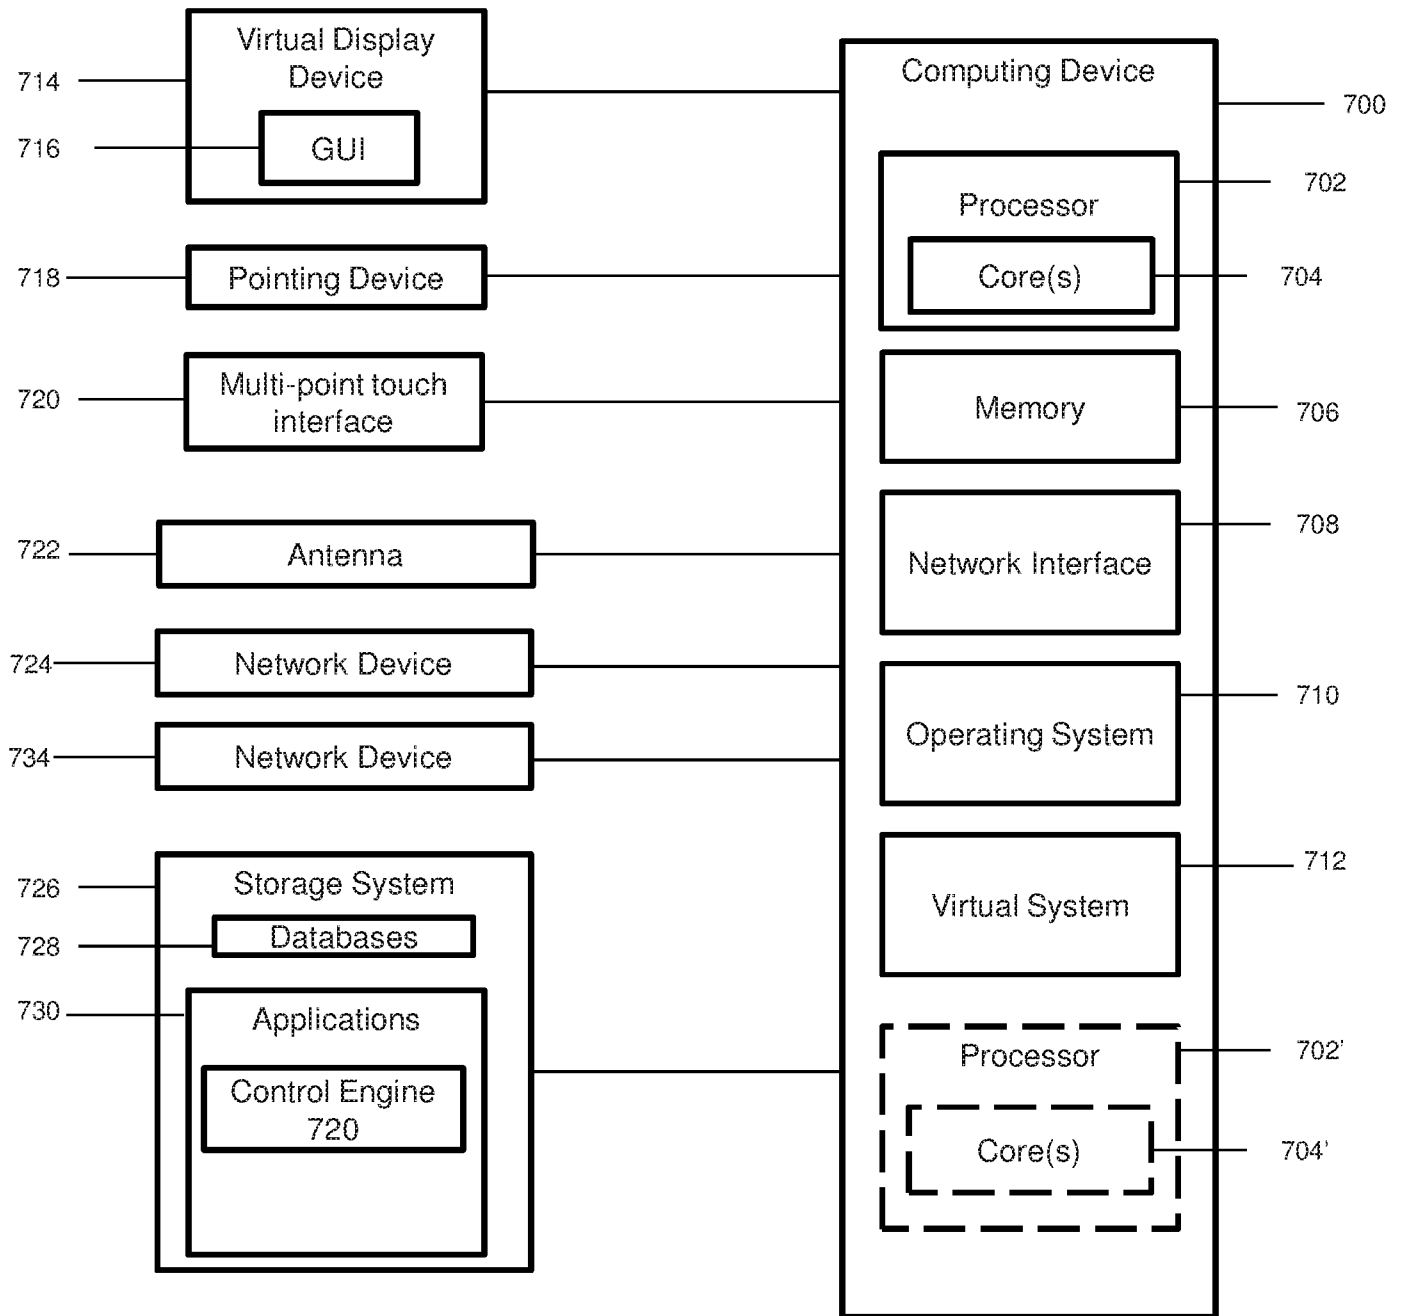 Virtual Display
Device
714
GUI
716
Pointing Device
718
Multi-point touch
interface
720
Antenna
722
Network Device
724
Network Device
734
Storage System
726
Databases
728
Applications
730
Control Engine
720
Computing Device
700
Processor
702
Core(s)
704
Memory
706
Network Interface
708
Operating System
710
Virtual System
712
Processor
702'
Core(s)
704'